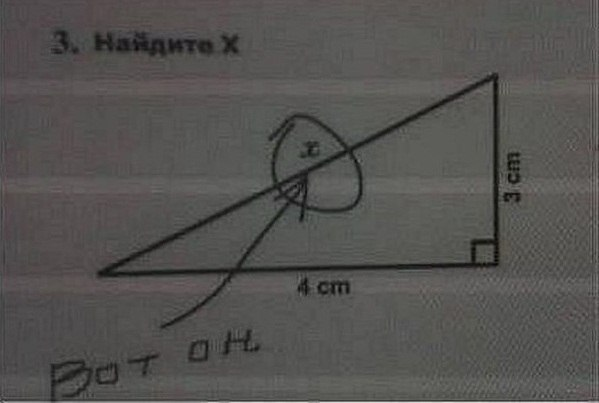 3. Найдите X
x
3 cm
4 cm
Вот он.